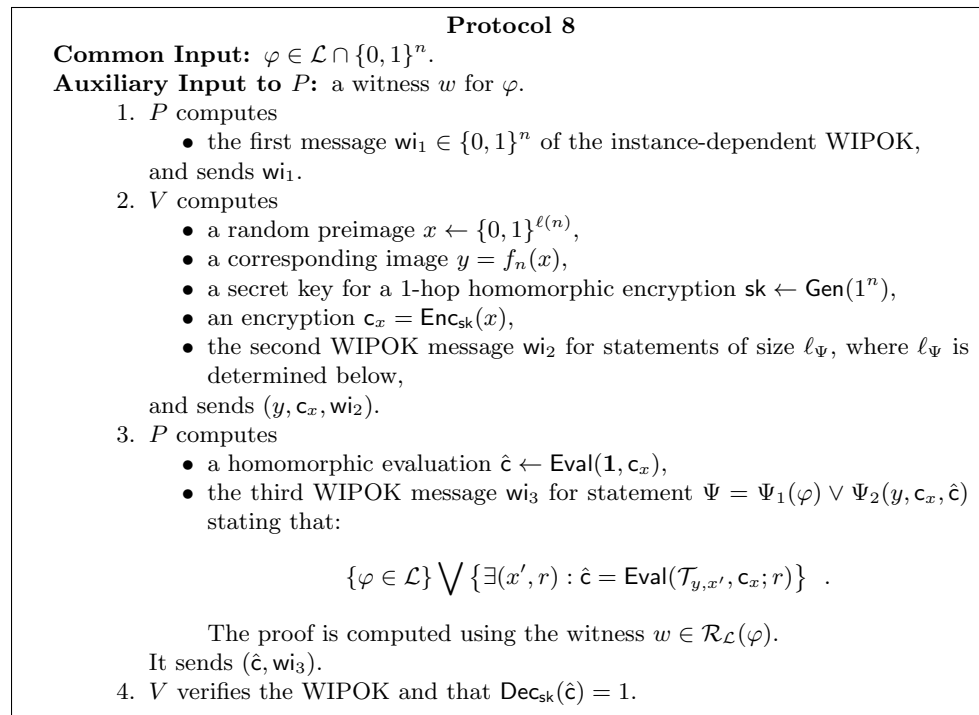 Protocol 8
Common Input: φ ∈ ℒ ∩ {0, 1}ⁿ.
Auxiliary Input to P: a witness w for φ.
1. P computes
• the first message wi₁ ∈ {0, 1}ⁿ of the instance-dependent WIPOK,
and sends wi₁.
2. V computes
• a random preimage x ← {0, 1}^{ℓ(n)},
• a corresponding image y = fₙ(x),
• a secret key for a 1-hop homomorphic encryption sk ← Gen(1ⁿ),
• an encryption c_x = Enc_sk(x),
• the second WIPOK message wi₂ for statements of size ℓ_Ψ, where ℓ_Ψ is
determined below,
and sends (y, c_x, wi₂).
3. P computes
• a homomorphic evaluation ĉ ← Eval(𝟏, c_x),
• the third WIPOK message wi₃ for statement Ψ = Ψ₁(φ) ∨ Ψ₂(y, c_x, ĉ)
stating that:
{φ ∈ ℒ} ⋁ {∃(x′, r) : ĉ = Eval(𝒯_{y,x′}, c_x; r)} .
The proof is computed using the witness w ∈ ℛ_ℒ(φ).
It sends (ĉ, wi₃).
4. V verifies the WIPOK and that Dec_sk(ĉ) = 1.